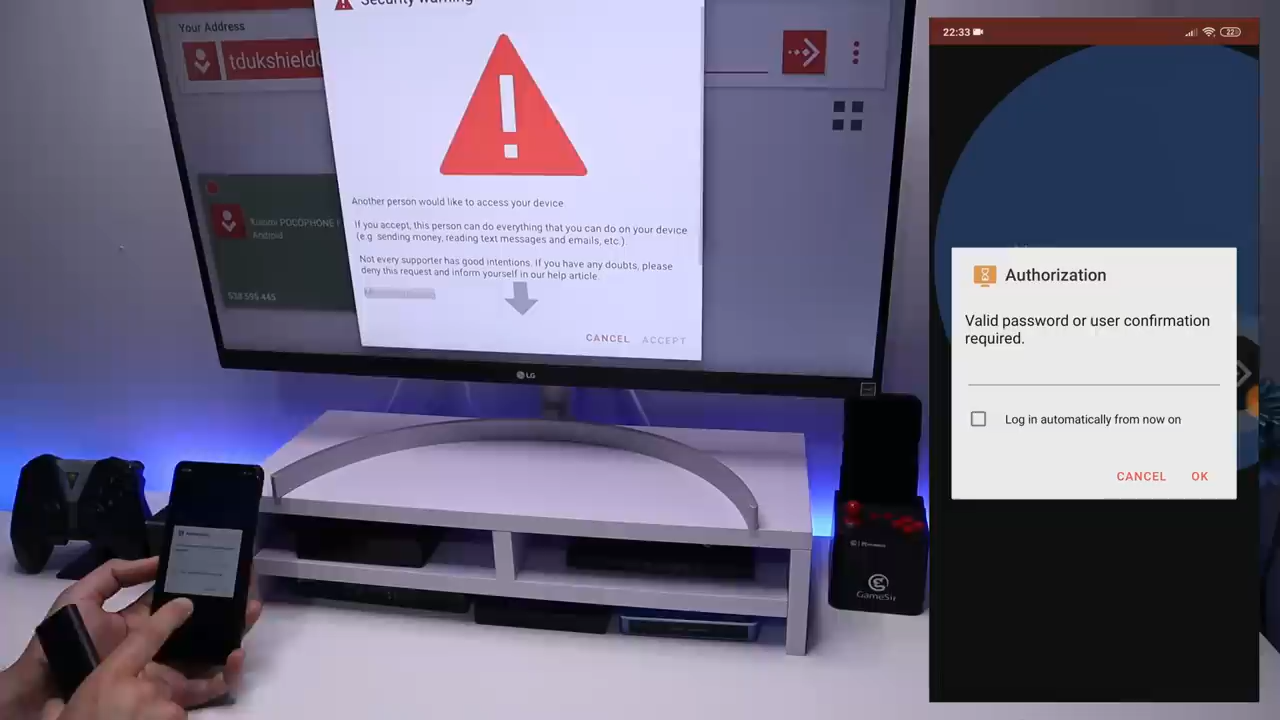 Security warning
Your Address
tdukshield
Another person would like to access your device.
If you accept, this person can do everything that you can do on your device
(e.g. sending money, reading text messages and emails, etc.).
Not every supporter has good intentions. If you have any doubts, please
deny this request and inform yourself in our help article.
Xiaomi POCOPHONE F
Android
538 595 445
CANCEL ACCEPT
LG
GameSir
22:33
22
Authorization
Valid password or user confirmation
required.
Log in automatically from now on
CANCEL OK